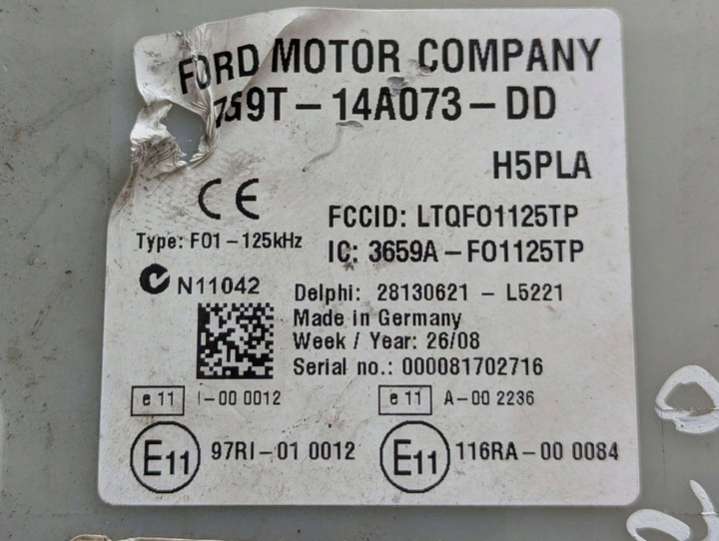 FORD MOTOR COMPANY
7G9T-14A073-DD
H5PLA
CE
FCCID: LTQFO1125TP
Type: FO1-125kHz
IC: 3659A-FO1125TP
N11042
Delphi: 28130621 - L5221
Made in Germany
Week / Year: 26/08
Serial no.: 000081702716
e 11 I-00 0012
e 11 A-00 2236
E11 97RI-01 0012
E11 116RA-00 0084